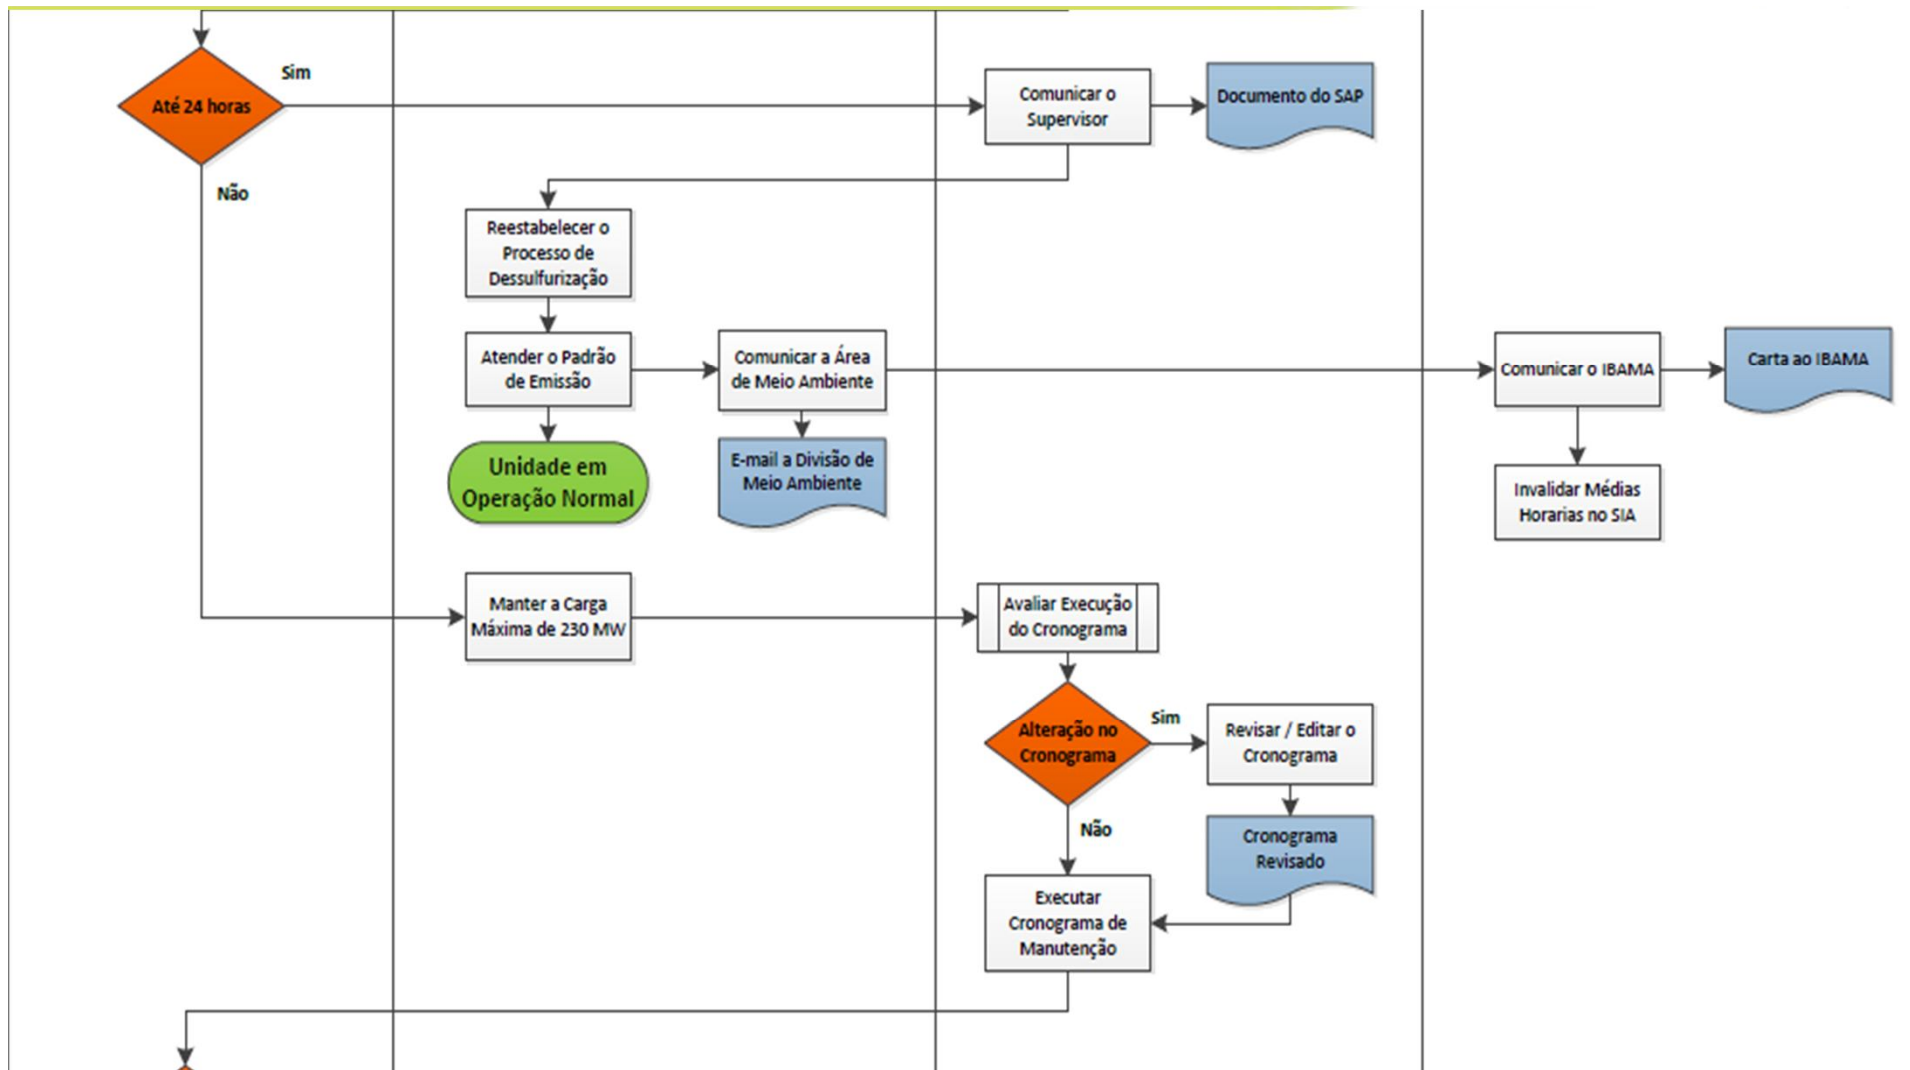 Sim
Até 24 horas
Não
Comunicar o
Supervisor
Documento do SAP
Reestabelecer o
Processo de
Dessulfurização
Atender o Padrão
de Emissão
Comunicar a Área
de Meio Ambiente
Comunicar o IBAMA
Carta ao IBAMA
Unidade em
Operação Normal
E-mail a Divisão de
Meio Ambiente
Invalidar Médias
Horarias no SIA
Manter a Carga
Máxima de 230 MW
Avaliar Execução
do Cronograma
Alteração no
Cronograma
Sim
Revisar / Editar o
Cronograma
Não
Cronograma
Revisado
Executar
Cronograma de
Manutenção